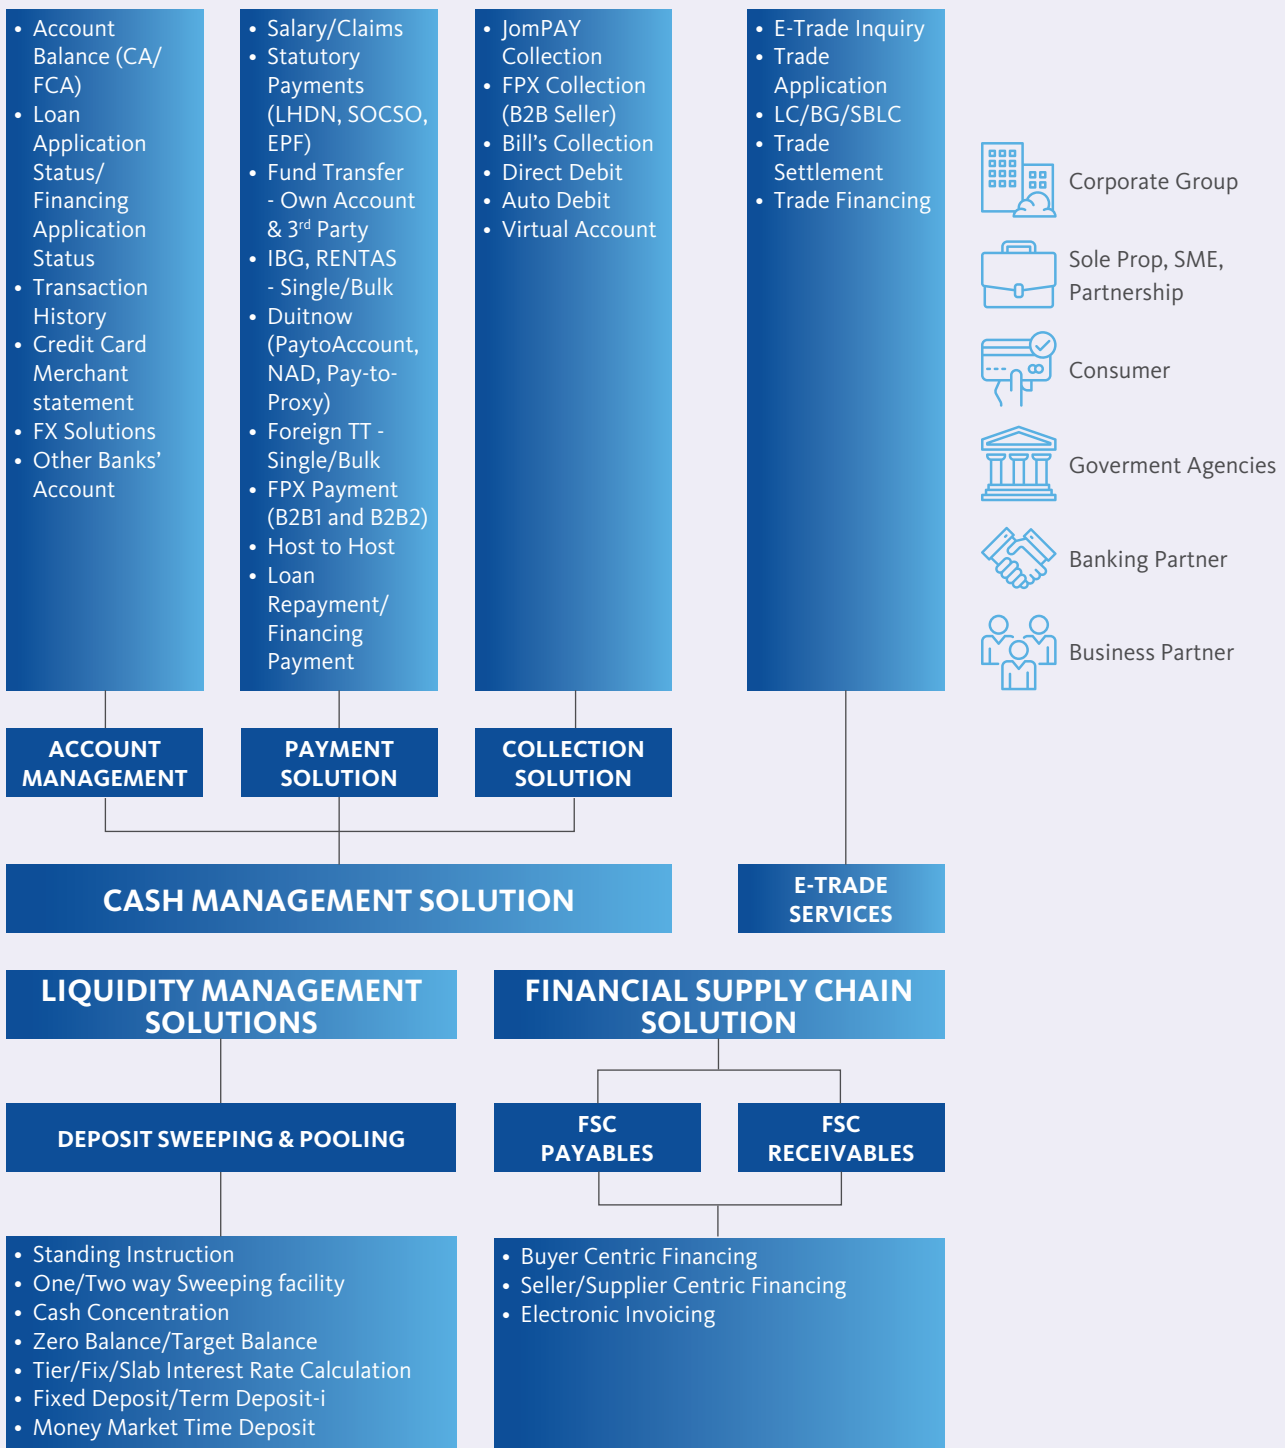 • Account
Balance (CA/
FCA)
• Loan
Application
Status/
Financing
Application
Status
• Transaction
History
• Credit Card
Merchant
statement
• FX Solutions
• Other Banks’
Account
• Salary/Claims
• Statutory
Payments
(LHDN, SOCSO,
EPF)
• Fund Transfer
- Own Account
& 3rd Party
• IBG, RENTAS
- Single/Bulk
• Duitnow
(PaytoAccount,
NAD, Pay-to-
Proxy)
• Foreign TT -
Single/Bulk
• FPX Payment
(B2B1 and B2B2)
• Host to Host
• Loan
Repayment/
Financing
Payment
• JomPAY
Collection
• FPX Collection
(B2B Seller)
• Bill’s Collection
• Direct Debit
• Auto Debit
• Virtual Account
• E-Trade Inquiry
• Trade
Application
• LC/BG/SBLC
• Trade
Settlement
• Trade Financing
Corporate Group
Sole Prop, SME,
Partnership
Consumer
Goverment Agencies
Banking Partner
Business Partner
ACCOUNT
MANAGEMENT
PAYMENT
SOLUTION
COLLECTION
SOLUTION
CASH MANAGEMENT SOLUTION
E-TRADE
SERVICES
LIQUIDITY MANAGEMENT
SOLUTIONS
FINANCIAL SUPPLY CHAIN
SOLUTION
DEPOSIT SWEEPING & POOLING
FSC
PAYABLES
FSC
RECEIVABLES
• Standing Instruction
• One/Two way Sweeping facility
• Cash Concentration
• Zero Balance/Target Balance
• Tier/Fix/Slab Interest Rate Calculation
• Fixed Deposit/Term Deposit-i
• Money Market Time Deposit
• Buyer Centric Financing
• Seller/Supplier Centric Financing
• Electronic Invoicing